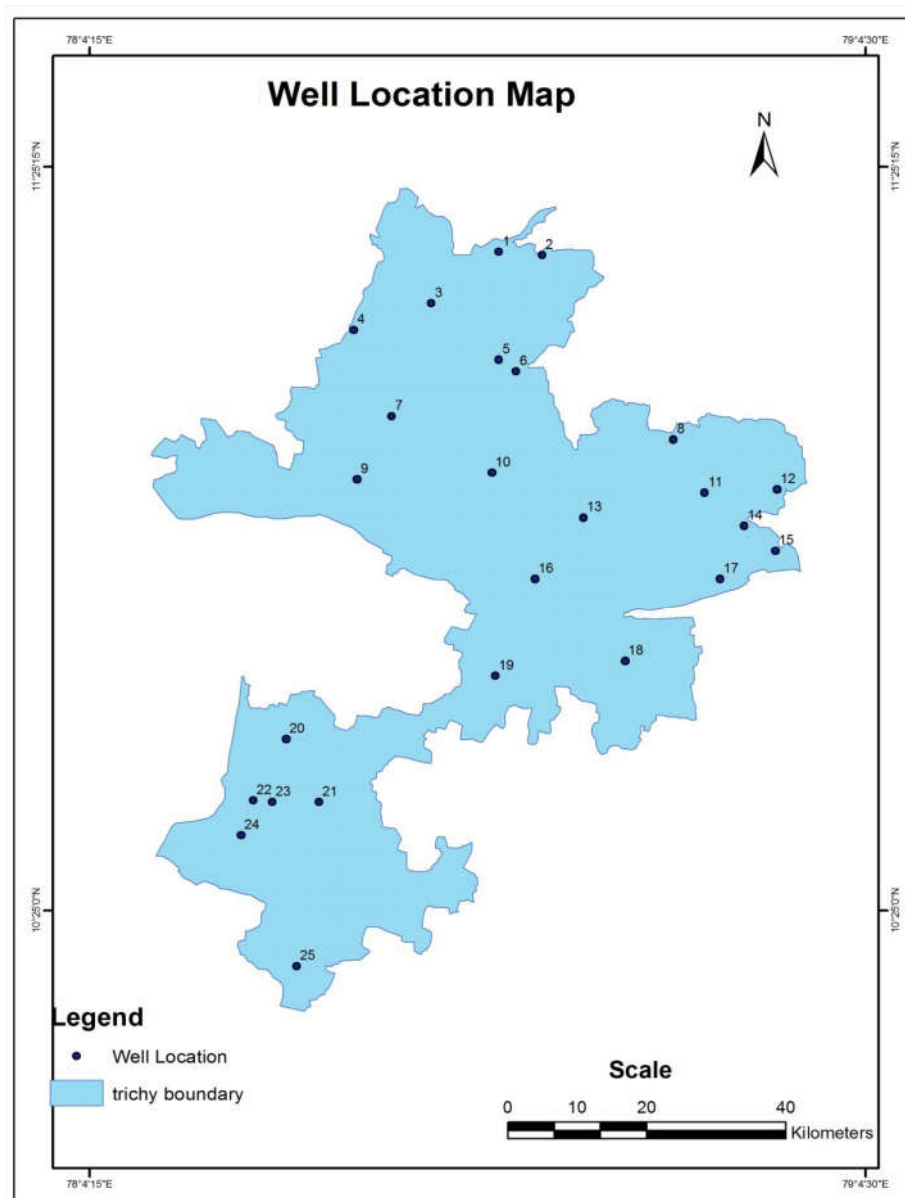 78°4'15"E 79°4'30"E
Well Location Map
N
11°25'15"N 11°25'15"N
1
2
3
4
5
6
7
8
9
10
11
12
13
14
15
16
17
18
19
20
21
22
23
24
25
10°25'0"N 10°25'0"N
Legend
Well Location
trichy boundary
Scale
0 10 20 40
Kilometers
78°4'15"E 79°4'30"E